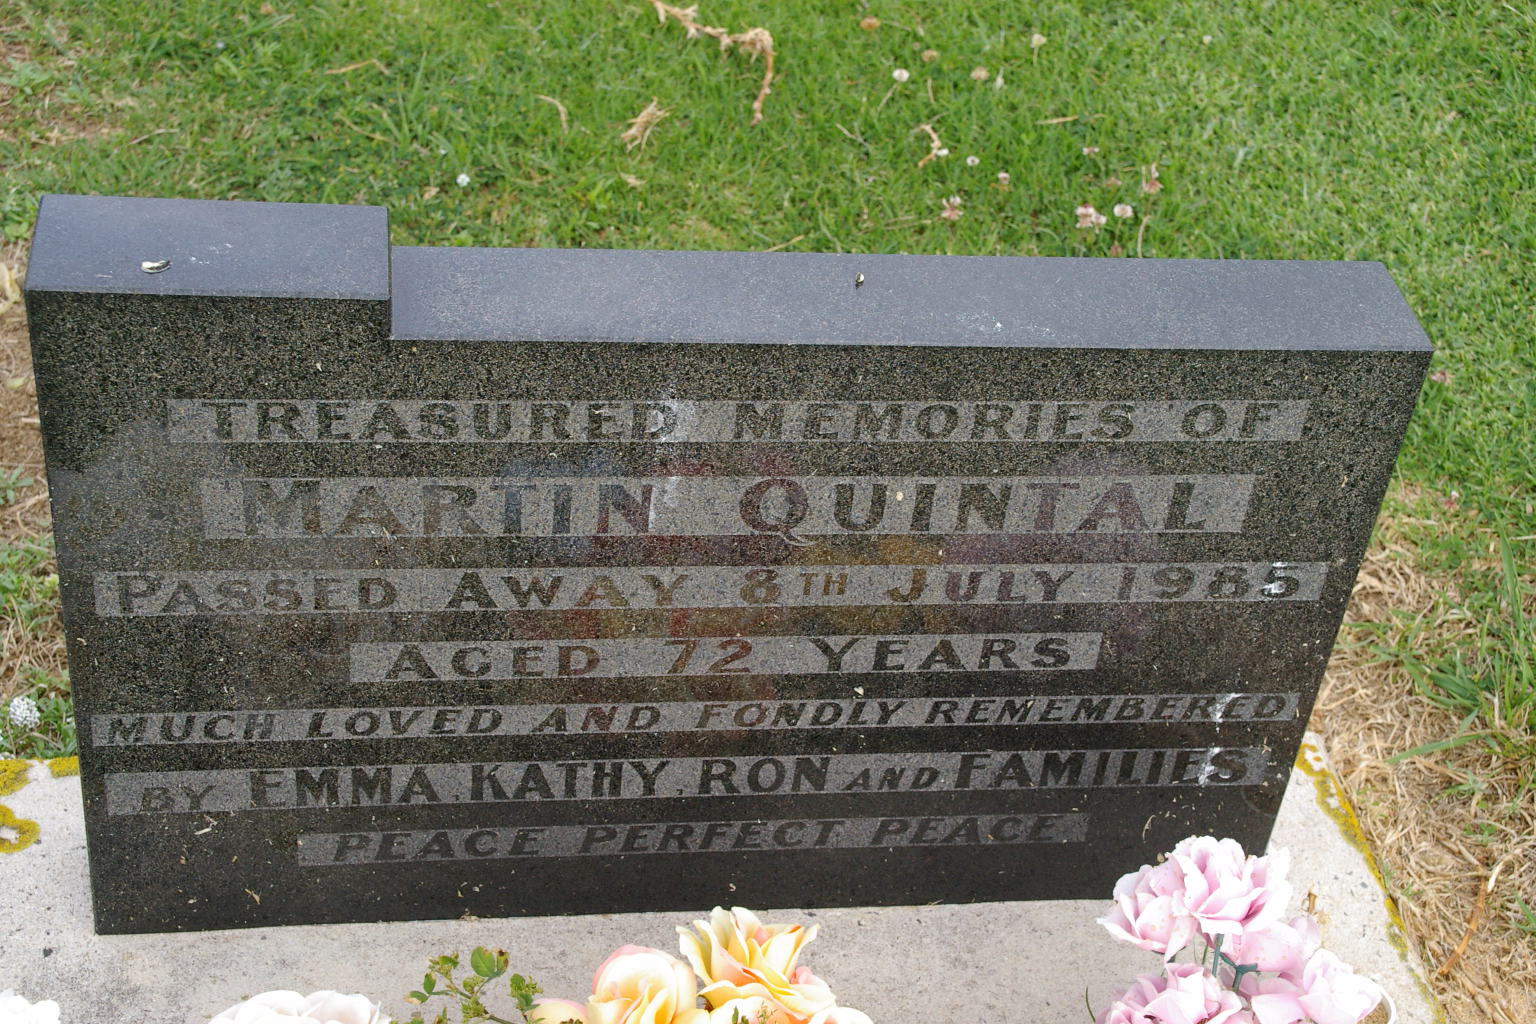 TREASURED MEMORIES OF
MARTIN QUINTAL
PASSED AWAY 8TH JULY 1985
AGED 72 YEARS
MUCH LOVED AND FONDLY REMEMBERED
BY EMMA, KATHY, RON AND FAMILIES
PEACE PERFECT PEACE